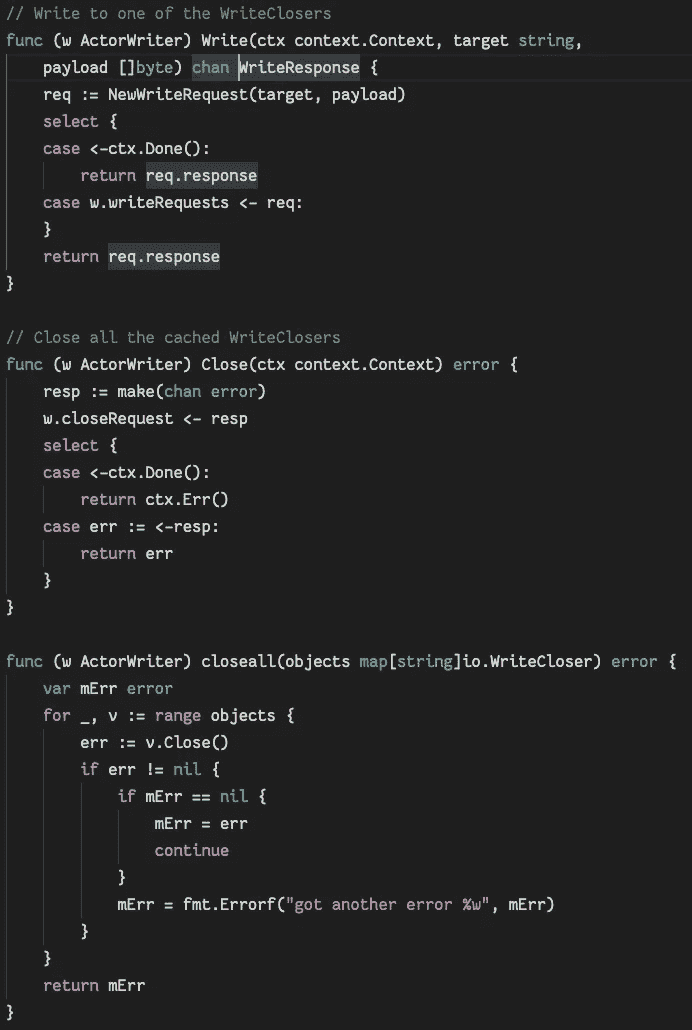 // Write to one of the WriteClosers
func (w ActorWriter) Write(ctx context.Context, target string,
    payload []byte) chan WriteResponse {
    req := NewWriteRequest(target, payload)
    select {
    case <-ctx.Done():
        return req.response
    case w.writeRequests <- req:
    }
    return req.response
}

// Close all the cached WriteClosers
func (w ActorWriter) Close(ctx context.Context) error {
    resp := make(chan error)
    w.closeRequest <- resp
    select {
    case <-ctx.Done():
        return ctx.Err()
    case err := <-resp:
        return err
    }
}

func (w ActorWriter) closeall(objects map[string]io.WriteCloser) error {
    var mErr error
    for _, v := range objects {
        err := v.Close()
        if err != nil {
            if mErr == nil {
                mErr = err
                continue
            }
            mErr = fmt.Errorf("got another error %w", mErr)
        }
    }
    return mErr
}